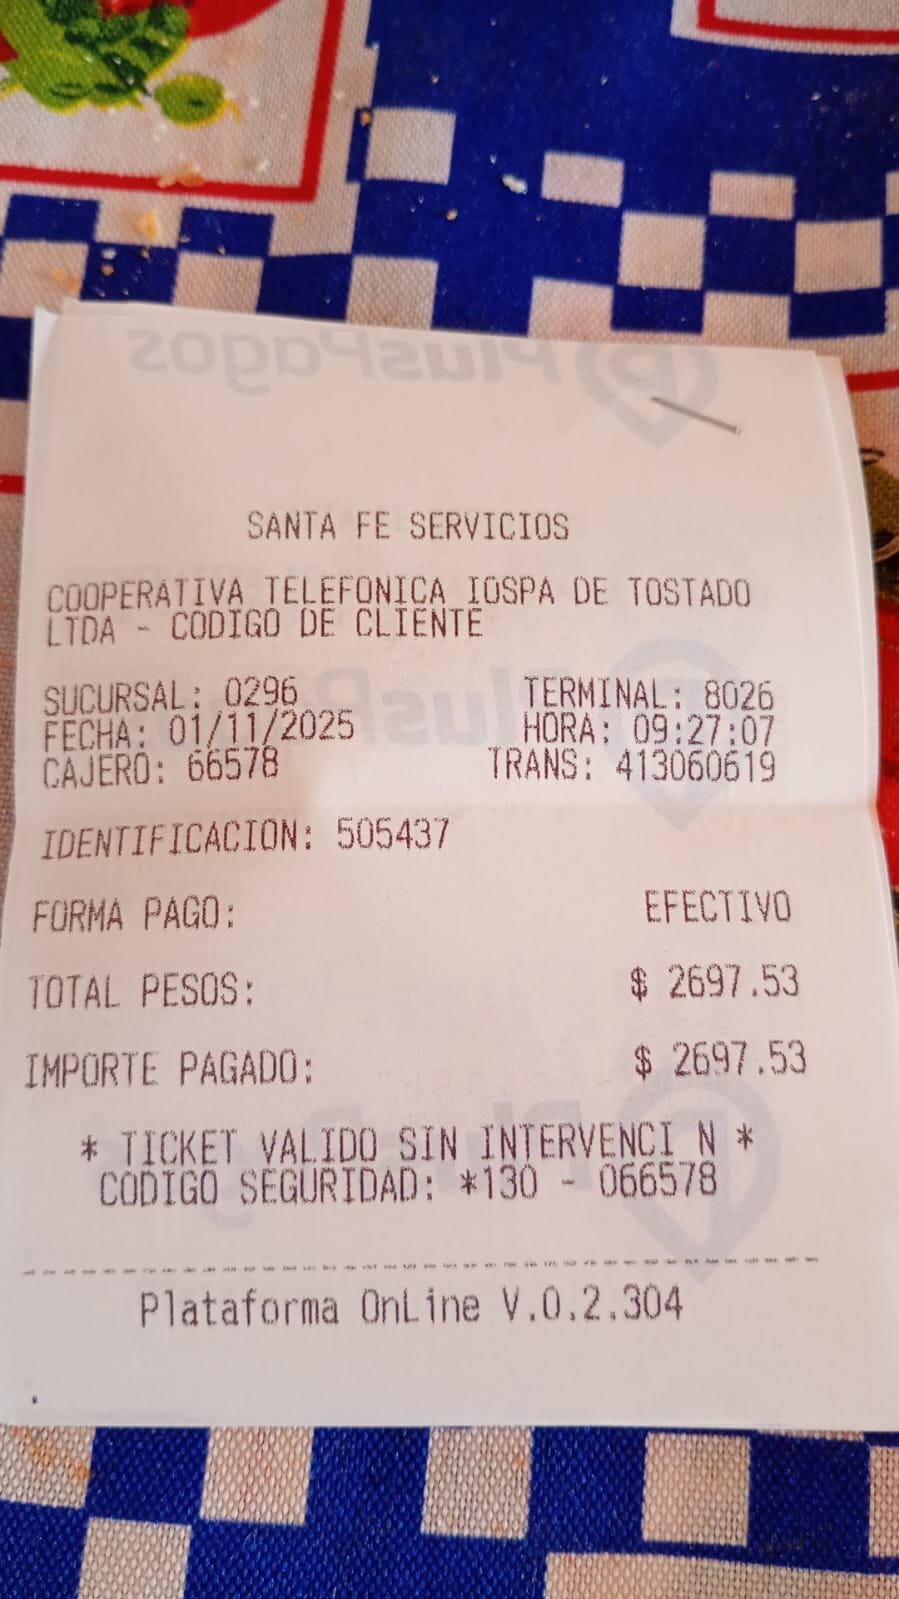 PlusPagos
SANTA FE SERVICIOS
COOPERATIVA TELEFONICA IOSPA DE TOSTADO
LTDA - CODIGO DE CLIENTE
SUCURSAL: 0296 TERMINAL: 8026
FECHA: 01/11/2025 HORA: 09:27:07
CAJERO: 66578 TRANS: 413060619
IDENTIFICACION: 505437
FORMA PAGO: EFECTIVO
TOTAL PESOS: $ 2697.53
IMPORTE PAGADO: $ 2697.53
* TICKET VALIDO SIN INTERVENCI N *
CODIGO SEGURIDAD: *130 - 066578
Plataforma OnLine V.0.2.304